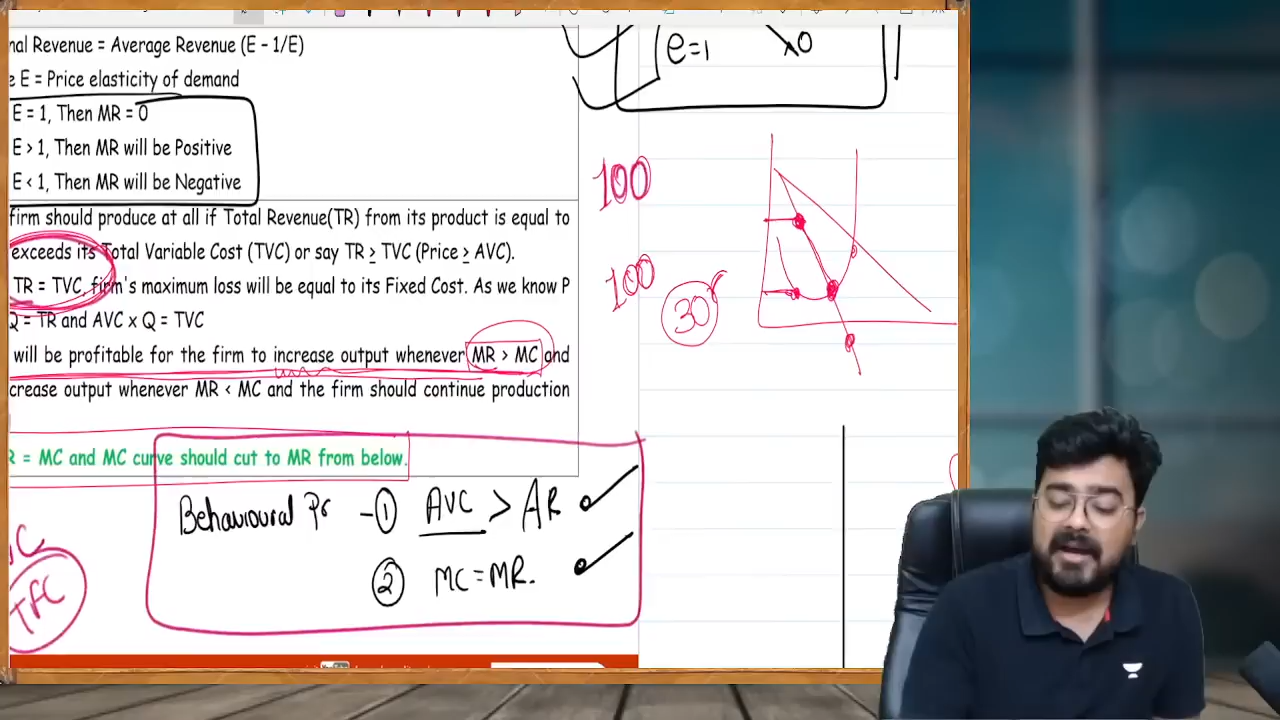 nal Revenue = Average Revenue (E - 1/E)
e E = Price elasticity of demand
E = 1, Then MR = 0
E > 1, Then MR will be Positive
E < 1, Then MR will be Negative
firm should produce at all if Total Revenue(TR) from its product is equal to
exceeds its Total Variable Cost (TVC) or say TR ≥ TVC (Price ≥ AVC).
TR = TVC, firm's maximum loss will be equal to its Fixed Cost. As we know P
Q = TR and AVC x Q = TVC
will be profitable for the firm to increase output whenever MR > MC and
crease output whenever MR < MC and the firm should continue production
R = MC and MC curve should cut to MR from below.
Behavioural Pr - ① AVC > AR
② MC = MR.
TFC
e=1
100
100
30